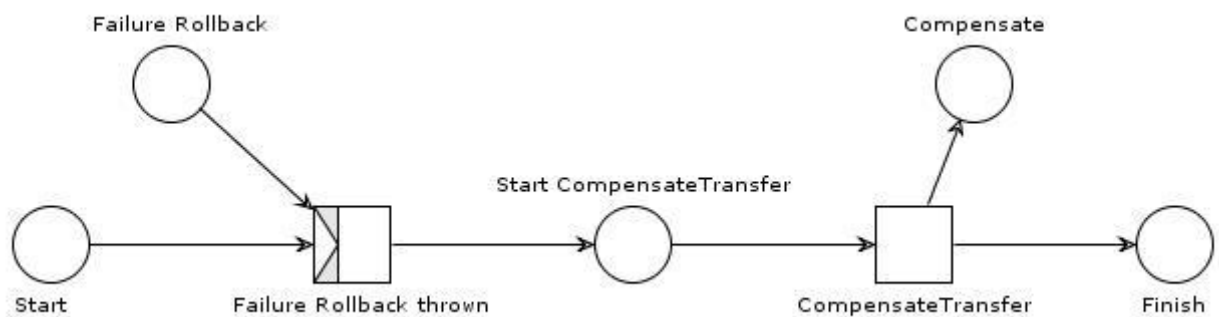 Failure Rollback
Compensate
Start CompensateTransfer
Start
Failure Rollback thrown
CompensateTransfer
Finish